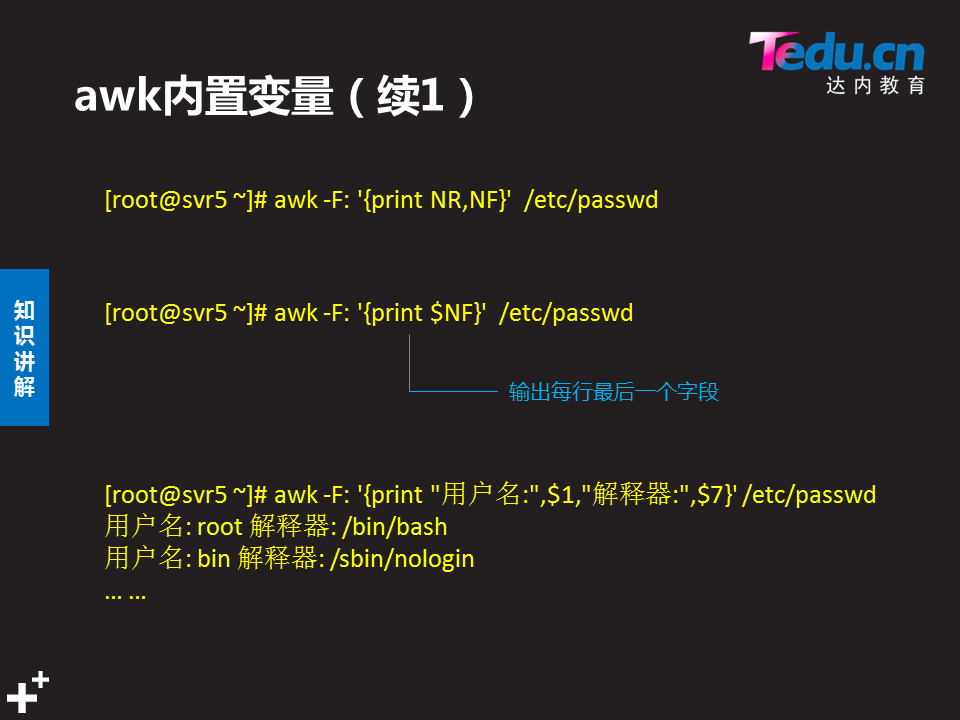 Tedu.cn
达内教育
awk内置变量（续1）
[root@svr5 ~]# awk -F: '{print NR,NF}' /etc/passwd
[root@svr5 ~]# awk -F: '{print $NF}' /etc/passwd
输出每行最后一个字段
知识讲解
[root@svr5 ~]# awk -F: '{print "用户名:",$1,"解释器:",$7}' /etc/passwd
用户名: root 解释器: /bin/bash
用户名: bin 解释器: /sbin/nologin
... ...